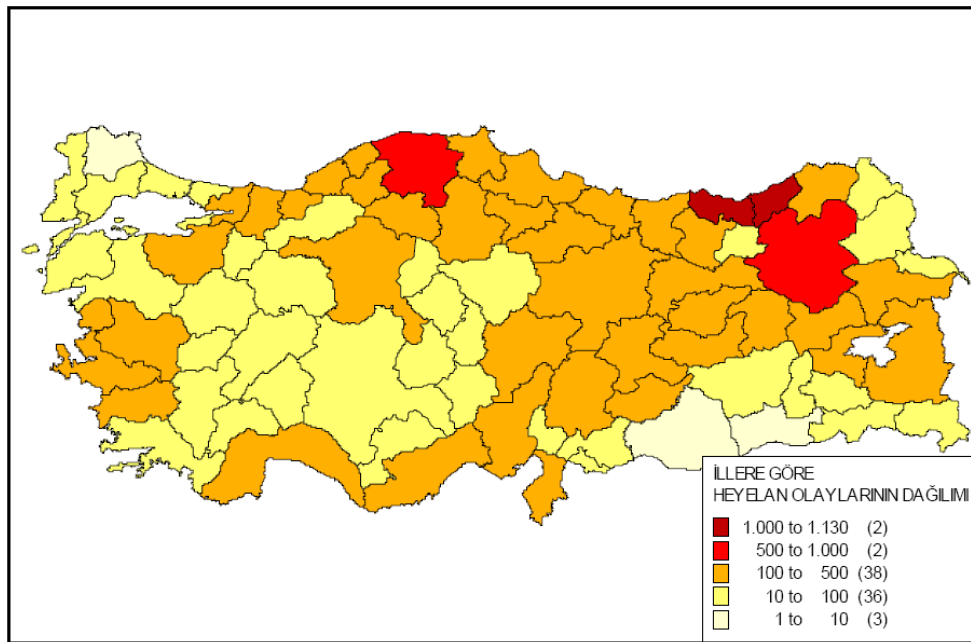 İLLERE GÖRE
HEYELAN OLAYLARININ DAĞILIMI
1.000 to 1.130 (2)
500 to 1.000 (2)
100 to 500 (38)
10 to 100 (36)
1 to 10 (3)